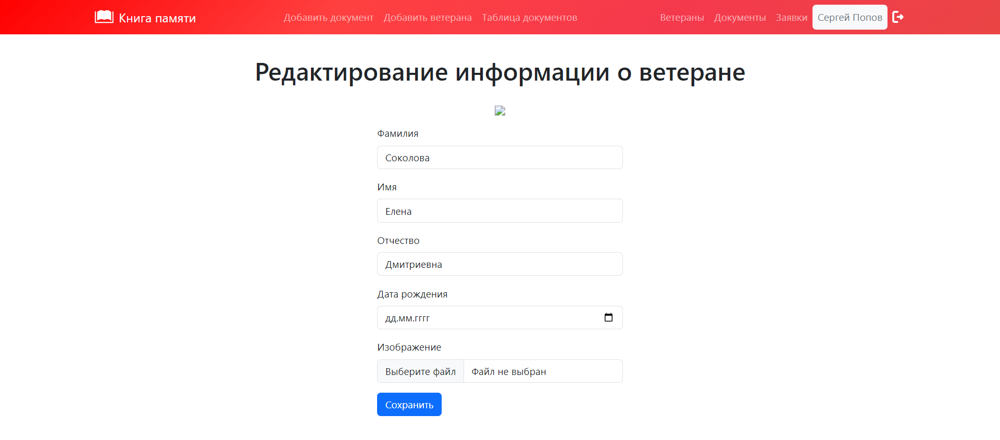 Книга памяти Добавить документ Добавить ветерана Таблица документов Ветераны Документы Заявки Сергей Попов
Редактирование информации о ветеране
Фамилия
Соколова
Имя
Елена
Отчество
Дмитриевна
Дата рождения
дд.мм.гггг
Изображение
Выберите файл Файл не выбран
Сохранить